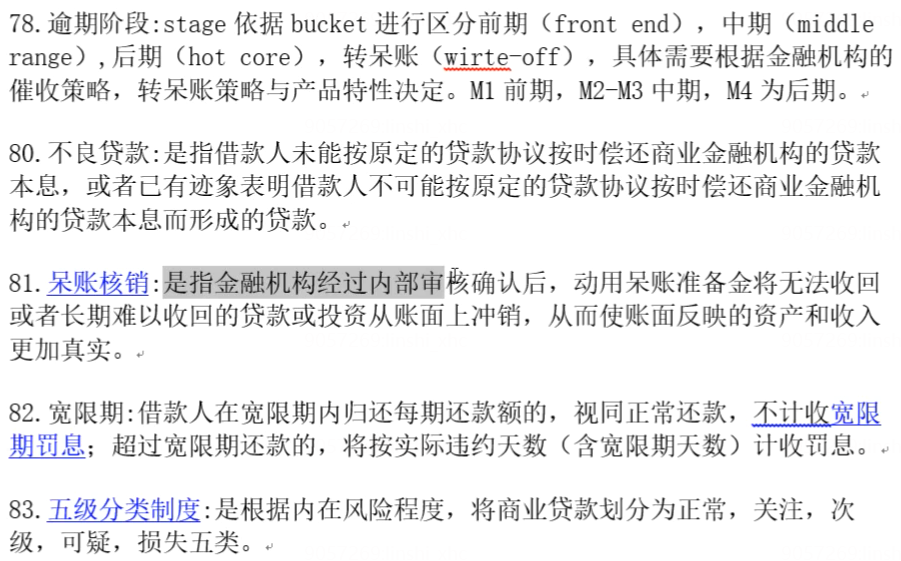 78.逾期阶段:stage 依据 bucket 进行区分前期（front end），中期（middle
range）,后期（hot core），转呆账（wirte-off），具体需要根据金融机构的
催收策略，转呆账策略与产品特性决定。M1 前期，M2-M3 中期，M4 为后期。
80.不良贷款:是指借款人未能按原定的贷款协议按时偿还商业金融机构的贷款
本息，或者已有迹象表明借款人不可能按原定的贷款协议按时偿还商业金融机
构的贷款本息而形成的贷款。
81.呆账核销:是指金融机构经过内部审核确认后，动用呆账准备金将无法收回
或者长期难以收回的贷款或投资从账面上冲销，从而使账面反映的资产和收入
更加真实。
82.宽限期:借款人在宽限期内归还每期还款额的，视同正常还款，不计收宽限
期罚息；超过宽限期还款的，将按实际违约天数（含宽限期天数）计收罚息。
83.五级分类制度:是根据内在风险程度，将商业贷款划分为正常，关注，次
级，可疑，损失五类。